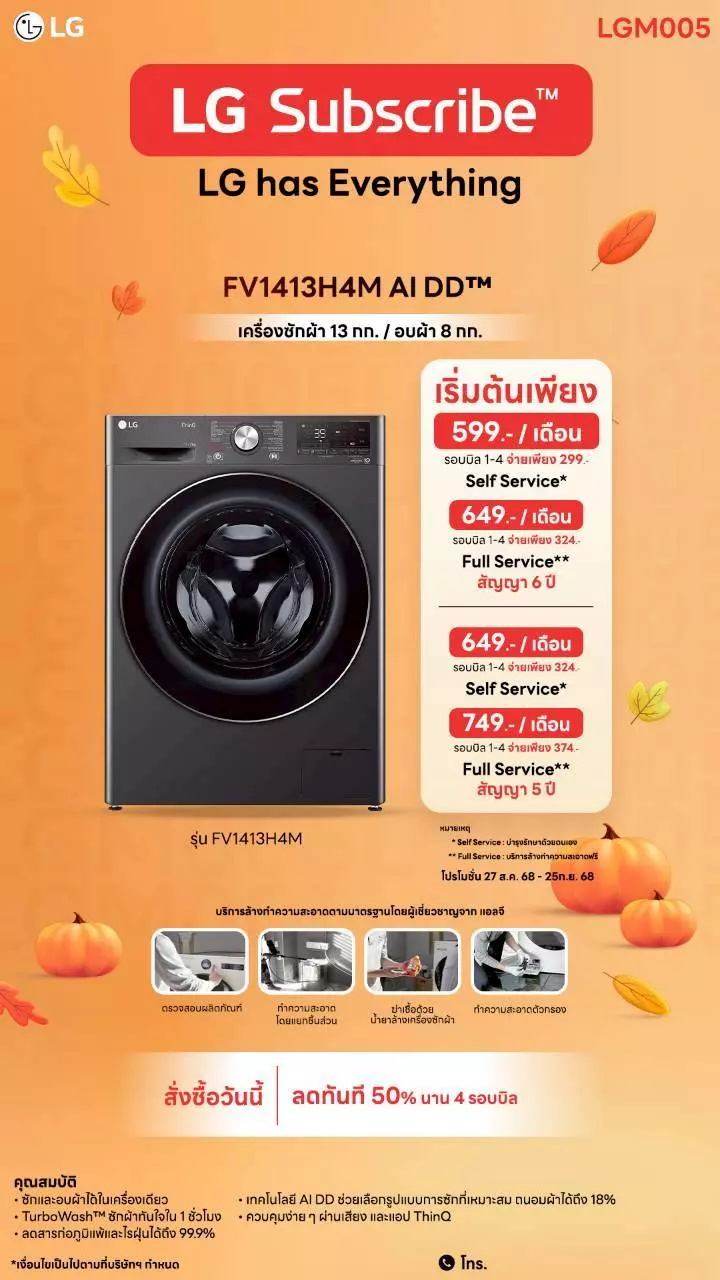 LG
LGM005
LG Subscribe™
LG has Everything
FV1413H4M AI DD™
เครื่องซักผ้า 13 กก. / อบผ้า 8 กก.
เริ่มต้นเพียง
599.- / เดือน
รอบบิล 1-4 จ่ายเพียง 299.-
Self Service*
649.- / เดือน
รอบบิล 1-4 จ่ายเพียง 324.-
Full Service**
สัญญา 6 ปี
649.- / เดือน
รอบบิล 1-4 จ่ายเพียง 324.-
Self Service*
749.- / เดือน
รอบบิล 1-4 จ่ายเพียง 374.-
Full Service**
สัญญา 5 ปี
LG
ThinQ
รุ่น FV1413H4M
หมายเหตุ
* Self Service : บำรุงรักษาด้วยตนเอง
** Full Service : บริการล้างทำความสะอาดฟรี
โปรโมชั่น 27 ส.ค. 68 - 25ก.ย. 68
บริการล้างทำความสะอาดตามมาตรฐานโดยผู้เชี่ยวชาญจาก แอลจี
ตรวจสอบผลิตภัณฑ์
ทำความสะอาด
โดยแยกชิ้นส่วน
ฆ่าเชื้อด้วย
น้ำยาล้างเครื่องซักผ้า
ทำความสะอาดตัวกรอง
สั่งซื้อวันนี้
ลดทันที 50% นาน 4 รอบบิล
คุณสมบัติ
• ซักและอบผ้าได้ในเครื่องเดียว
• TurboWash™ ซักผ้าทันใจใน 1 ชั่วโมง
• ลดสารก่อภูมิแพ้และไรฝุ่นได้ถึง 99.9%
• เทคโนโลยี AI DD ช่วยเลือกรูปแบบการซักที่เหมาะสม ถนอมผ้าได้ถึง 18%
• ควบคุมง่าย ๆ ผ่านเสียง และแอป ThinQ
*เงื่อนไขเป็นไปตามที่บริษัทฯ กำหนด
โทร.